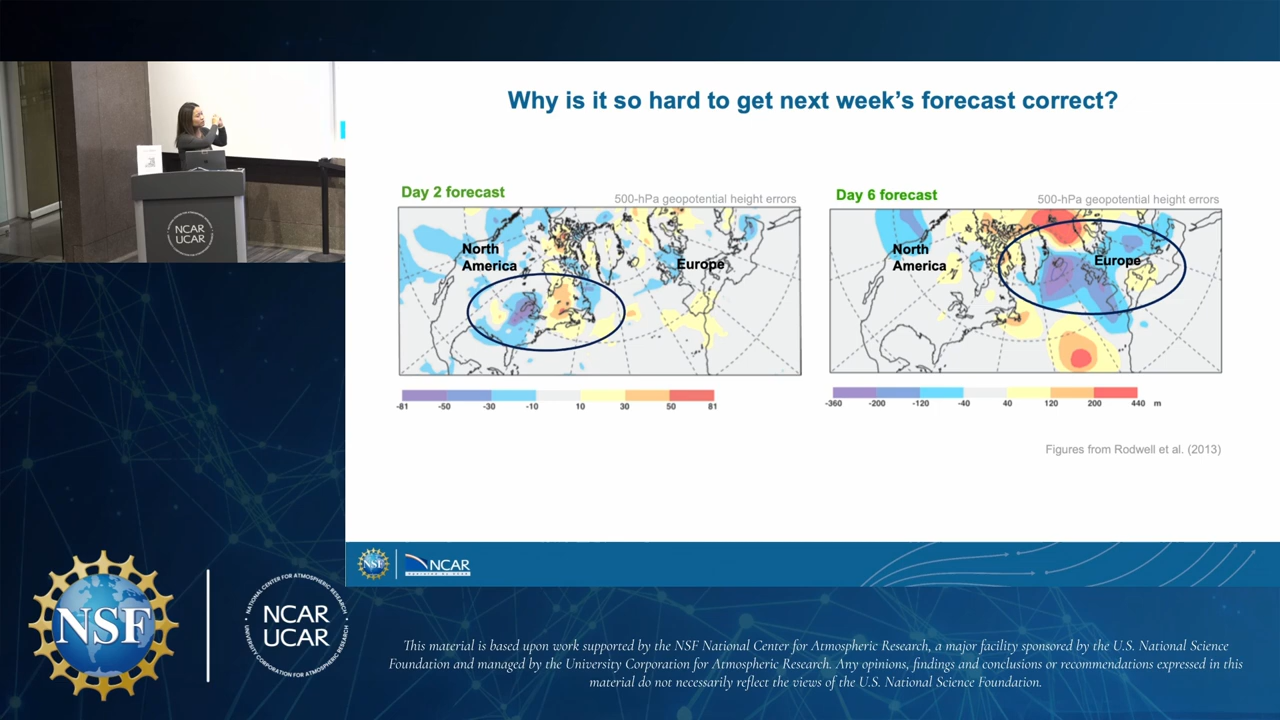 Why is it so hard to get next week's forecast correct?
Day 2 forecast
500-hPa geopotential height errors
North
America
Europe
-81 -50 -30 -10 10 30 50 81
Day 6 forecast
500-hPa geopotential height errors
North
America
Europe
-360 -200 -120 -40 40 120 200 440 m
Figures from Rodwell et al. (2013)
NCAR
UCAR
NSF
NCAR
NSF
NATIONAL CENTER FOR ATMOSPHERIC RESEARCH
NCAR
UCAR
UNIVERSITY CORPORATION FOR ATMOSPHERIC RESEARCH
This material is based upon work supported by the NSF National Center for Atmospheric Research, a major facility sponsored by the U.S. National Science
Foundation and managed by the University Corporation for Atmospheric Research. Any opinions, findings and conclusions or recommendations expressed in this
material do not necessarily reflect the views of the U.S. National Science Foundation.